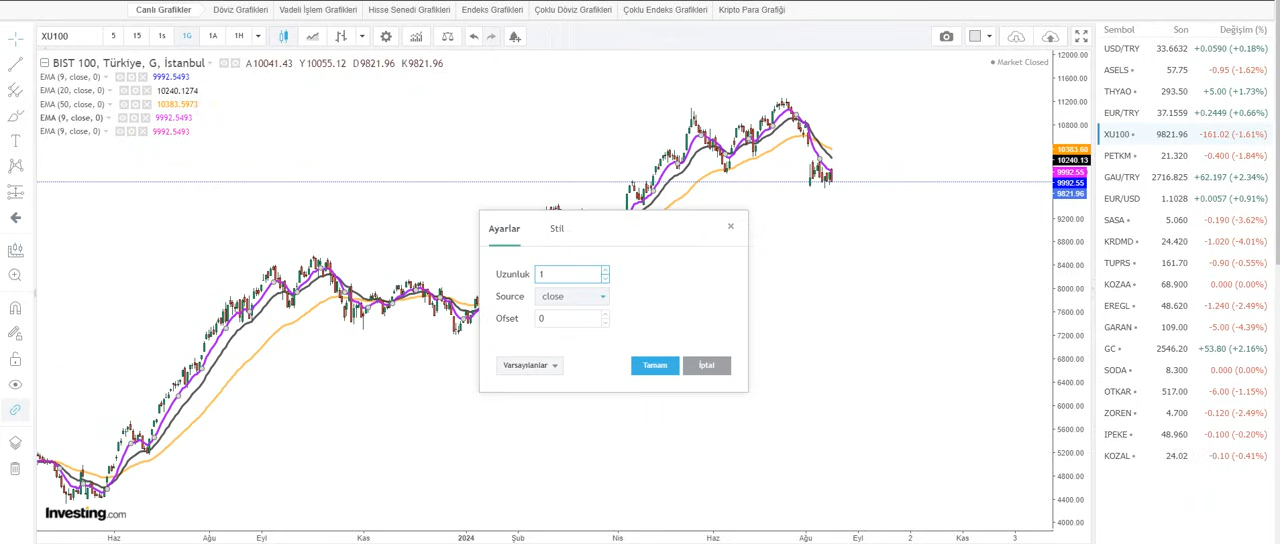 Canlı Grafikler Döviz Grafikleri Vadeli İşlem Grafikleri Hisse Senedi Grafikleri Endeks Grafikleri Çoklu Döviz Grafikleri Çoklu Endeks Grafikleri Kripto Para Grafiği
XU100 5 15 1s 1G 1A 1H
BIST 100, Türkiye, G, İstanbul A10041.43 Y10055.12 D9821.96 K9821.96
Market Closed
EMA (9, close, 0) 9992.5493
EMA (20, close, 0) 10240.1274
EMA (50, close, 0) 10383.5973
EMA (9, close, 0) 9992.5493
EMA (9, close, 0) 9992.5493
12000.00
11600.00
11200.00
10800.00
10383.60
10240.13
9992.55
9992.55
9821.96
9200.00
8800.00
8400.00
8000.00
7600.00
7200.00
6800.00
6400.00
6000.00
5600.00
5200.00
4800.00
4400.00
4000.00
Ayarlar Stil
Uzunluk 1
Source close
Ofset 0
Varsayılanlar Tamam İptal
Investing.com
Haz Ağu Eyl Kas 2024 Şub Nis Haz Ağu Eyl 2 Kas 3
Sembol Son Değişim (%)
USD/TRY 33.6632 +0.0590 (+0.18%)
ASELS 57.75 -0.95 (-1.62%)
THYAO 293.50 +5.00 (+1.73%)
EUR/TRY 37.1559 +0.2449 (+0.66%)
XU100 9821.96 -161.02 (-1.61%)
PETKM 21.320 -0.400 (-1.84%)
GAU/TRY 2716.825 +62.197 (+2.34%)
EUR/USD 1.1028 +0.0057 (+0.91%)
SASA 5.060 -0.190 (-3.62%)
KRDMD 24.420 -1.020 (-4.01%)
TUPRS 161.70 -0.90 (-0.55%)
KOZAA 68.900 0.000 (0.00%)
EREGL 48.620 -1.240 (-2.49%)
GARAN 109.00 -5.00 (-4.39%)
GC 2546.20 +53.80 (+2.16%)
SODA 8.300 0.000 (0.00%)
OTKAR 517.00 -6.00 (-1.15%)
ZOREN 4.700 -0.120 (-2.49%)
IPEKE 48.960 -0.100 (-0.20%)
KOZAL 24.02 -0.10 (-0.41%)